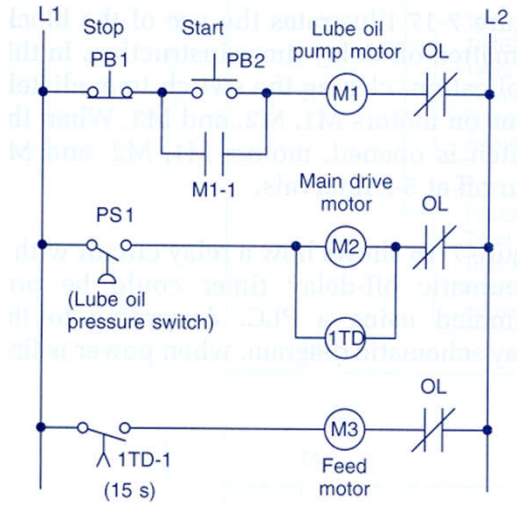 L1
L2
Stop
Start
Lube oil
pump motor
OL
PB1
PB2
M1
M1-1
Main drive
motor
OL
PS1
M2
(Lube oil
pressure switch)
1TD
OL
M3
1TD-1
(15 s)
Feed
motor